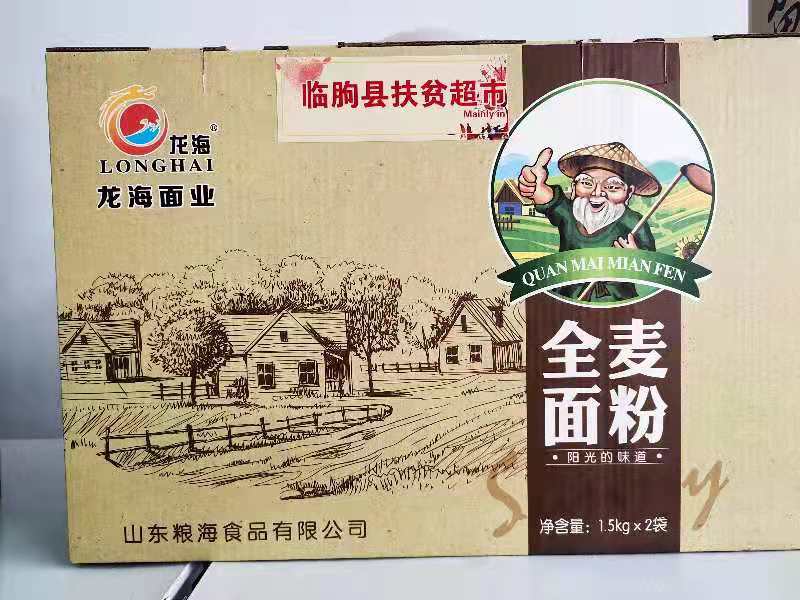 临朐县扶贫超市
Mainly in
龙海®
LONGHAI
龙海面业
QUAN MAI MIAN FEN
全麦
面粉
•阳光的味道•
净含量：1.5kg×2袋
山东粮海食品有限公司